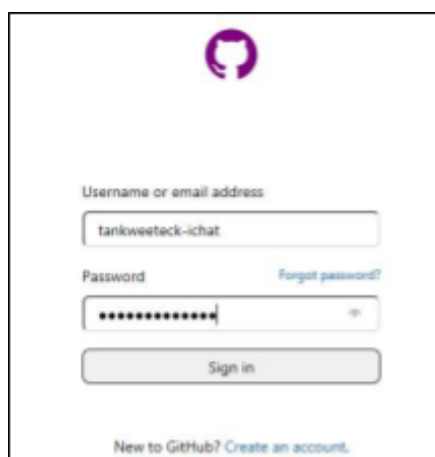 Username or email address
tankweeteck-ichat
Password Forgot password?
•••••••••••••
Sign in
New to GitHub? Create an account.